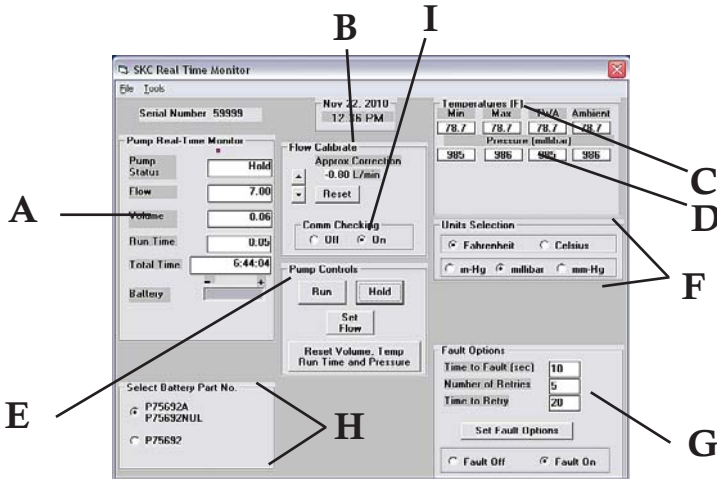 B
I
SKC Real Time Monitor
File Tools
Serial Number 59999
Nov 22, 2010
12:36 PM
Temperatures (F)
Min Max TWA Ambient
78.7 78.7 78.7 78.7
Pressure (millibar)
985 986 985 986
C
D
Pump Real-Time Monitor
Pump Status Hold
Flow 7.00
Volume 0.06
Run Time 0.05
Total Time 6:44:04
- +
Battery
A
Flow Calibrate
Approx Correction
-0.00 L/min
Reset
Comm Checking
Off On
Units Selection
Fahrenheit Celsius
in-Hg millibar mm-Hg
F
Pump Controls
Run Hold
Set Flow
Reset Volume, Temp
Run Time and Pressure
E
Select Battery Part No.
P75692A
P75692NUL
P75692
H
Fault Options
Time to Fault (sec) 10
Number of Retries 5
Time to Retry 20
Set Fault Options
Fault Off Fault On
G